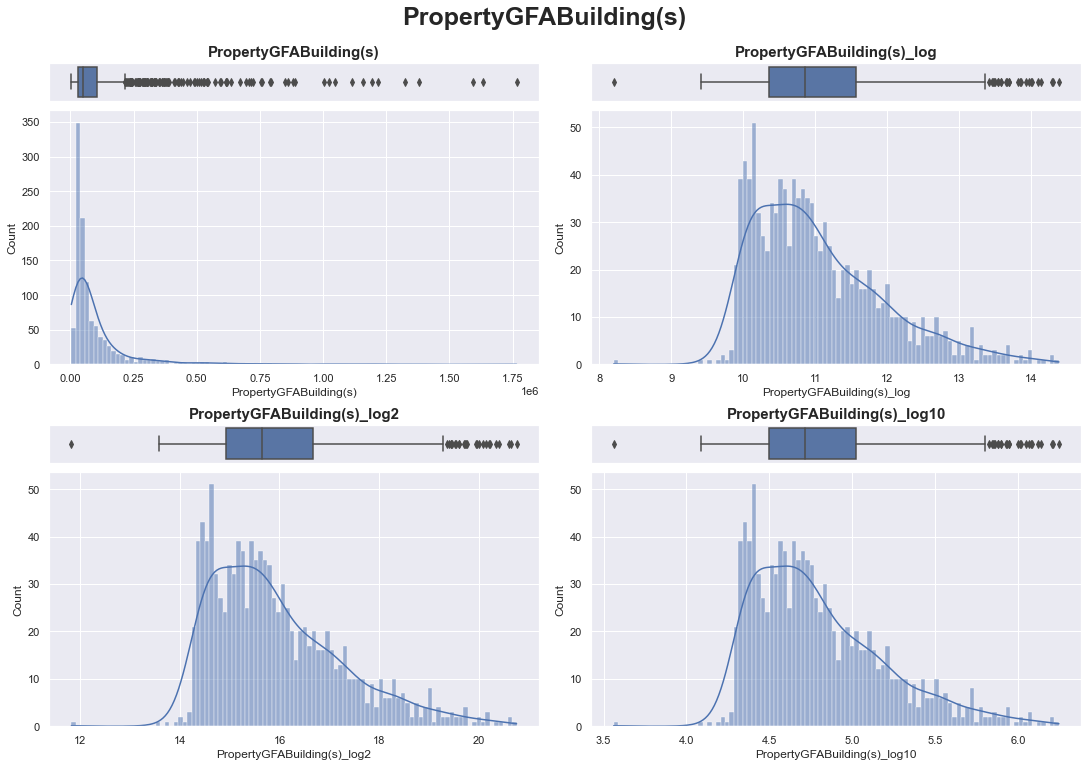 PropertyGFABuilding(s)
PropertyGFABuilding(s)
350
300
250
200
150
100
50
0
Count
0.00 0.25 0.50 0.75 1.00 1.25 1.50 1.75
PropertyGFABuilding(s)
1e6
PropertyGFABuilding(s)_log
50
40
30
20
10
0
Count
8 9 10 11 12 13 14
PropertyGFABuilding(s)_log
PropertyGFABuilding(s)_log2
50
40
30
20
10
0
Count
12 14 16 18 20
PropertyGFABuilding(s)_log2
PropertyGFABuilding(s)_log10
50
40
30
20
10
0
Count
3.5 4.0 4.5 5.0 5.5 6.0
PropertyGFABuilding(s)_log10